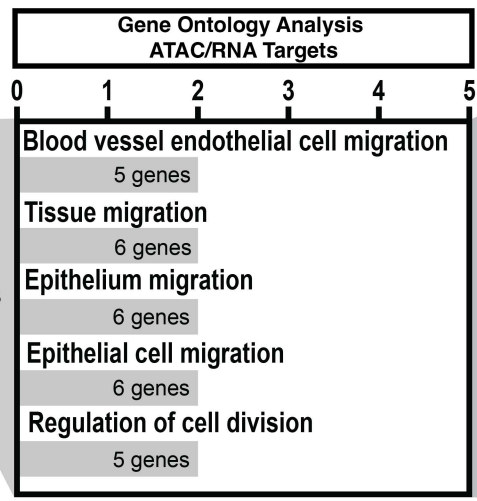 Gene Ontology Analysis
ATAC/RNA Targets
0 1 2 3 4 5
Blood vessel endothelial cell migration
5 genes
Tissue migration
6 genes
Epithelium migration
6 genes
Epithelial cell migration
6 genes
Regulation of cell division
5 genes